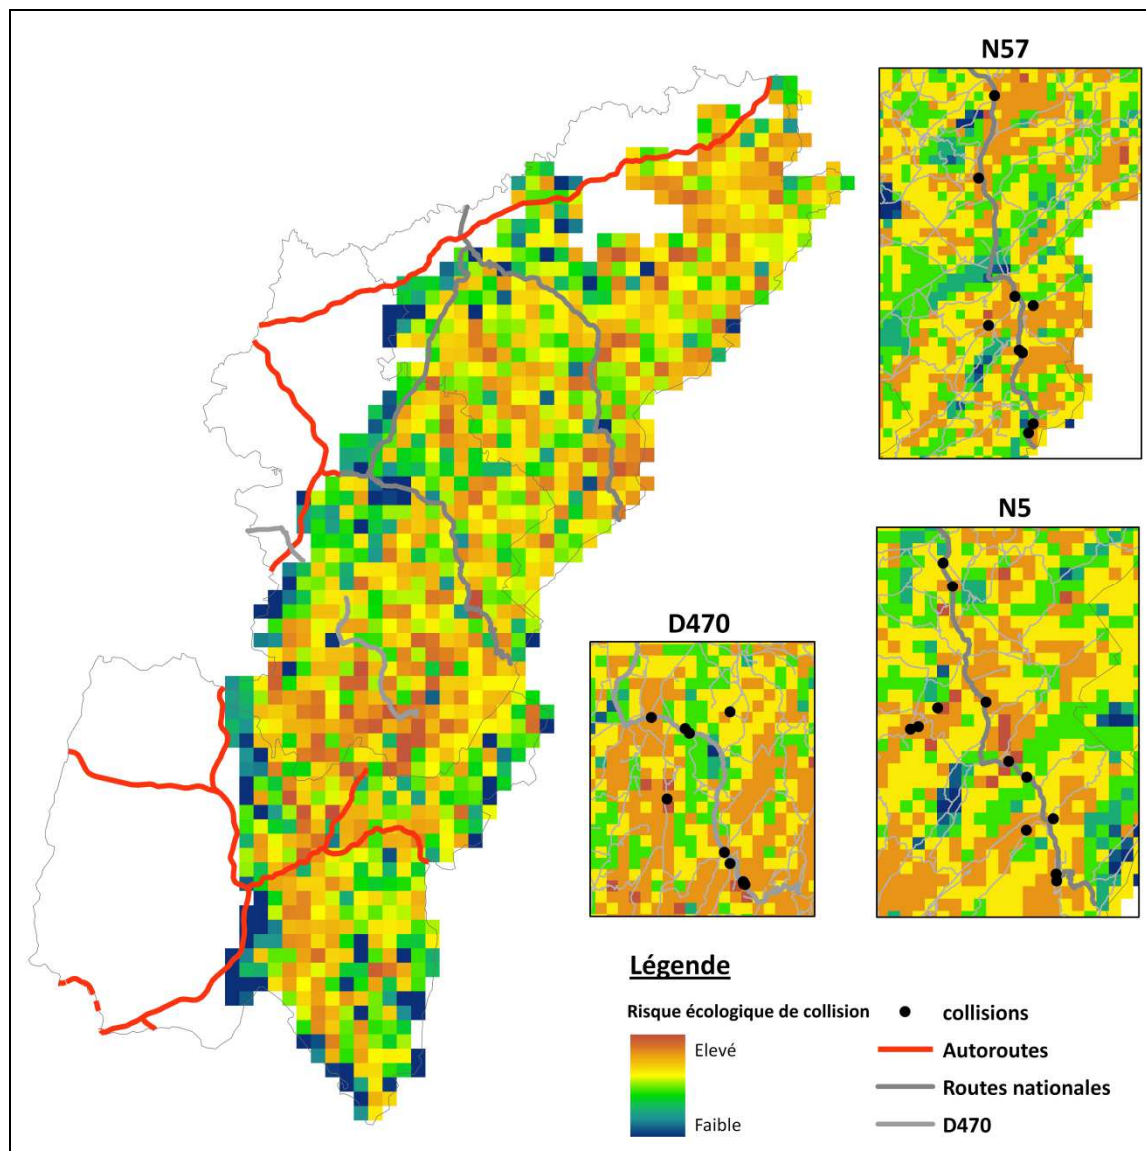 N57
N5
D470
Légende
Risque écologique de collision
Elevé
Faible
collisions
Autoroutes
Routes nationales
D470